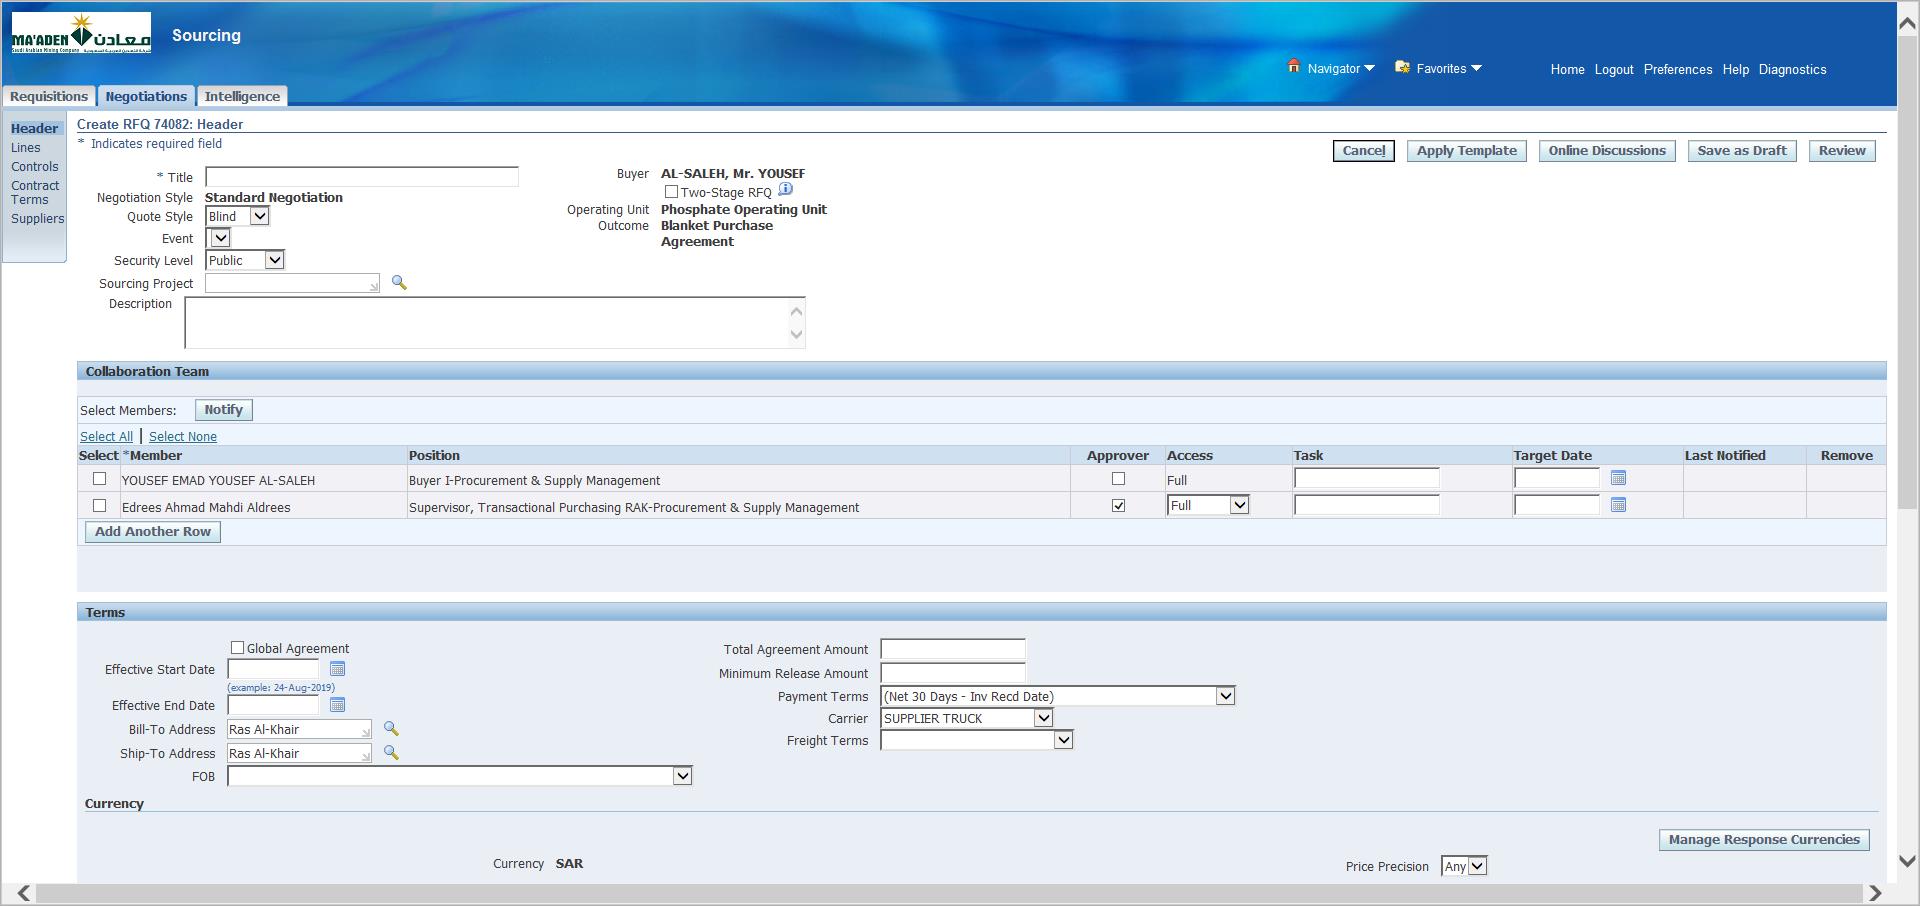 MA'ADEN معادن
Saudi Arabian Mining Company
Sourcing
Navigator Favorites Home Logout Preferences Help Diagnostics
Requisitions Negotiations Intelligence
Header
Lines
Controls
Contract
Terms
Suppliers
Create RFQ 74082: Header
* Indicates required field
Cancel Apply Template Online Discussions Save as Draft Review
* Title
Negotiation Style Standard Negotiation
Quote Style Blind
Event
Security Level Public
Sourcing Project
Description
Buyer AL-SALEH, Mr. YOUSEF
Two-Stage RFQ
Operating Unit Phosphate Operating Unit
Outcome Blanket Purchase
Agreement
Collaboration Team
Select Members: Notify
Select All | Select None
Select *Member Position Approver Access Task Target Date Last Notified Remove
YOUSEF EMAD YOUSEF AL-SALEH Buyer I-Procurement & Supply Management Full
Edrees Ahmad Mahdi Aldrees Supervisor, Transactional Purchasing RAK-Procurement & Supply Management Full
Add Another Row
Terms
Global Agreement
Effective Start Date
(example: 24-Aug-2019)
Effective End Date
Bill-To Address Ras Al-Khair
Ship-To Address Ras Al-Khair
FOB
Total Agreement Amount
Minimum Release Amount
Payment Terms (Net 30 Days - Inv Recd Date)
Carrier SUPPLIER TRUCK
Freight Terms
Currency
Manage Response Currencies
Currency SAR
Price Precision Any